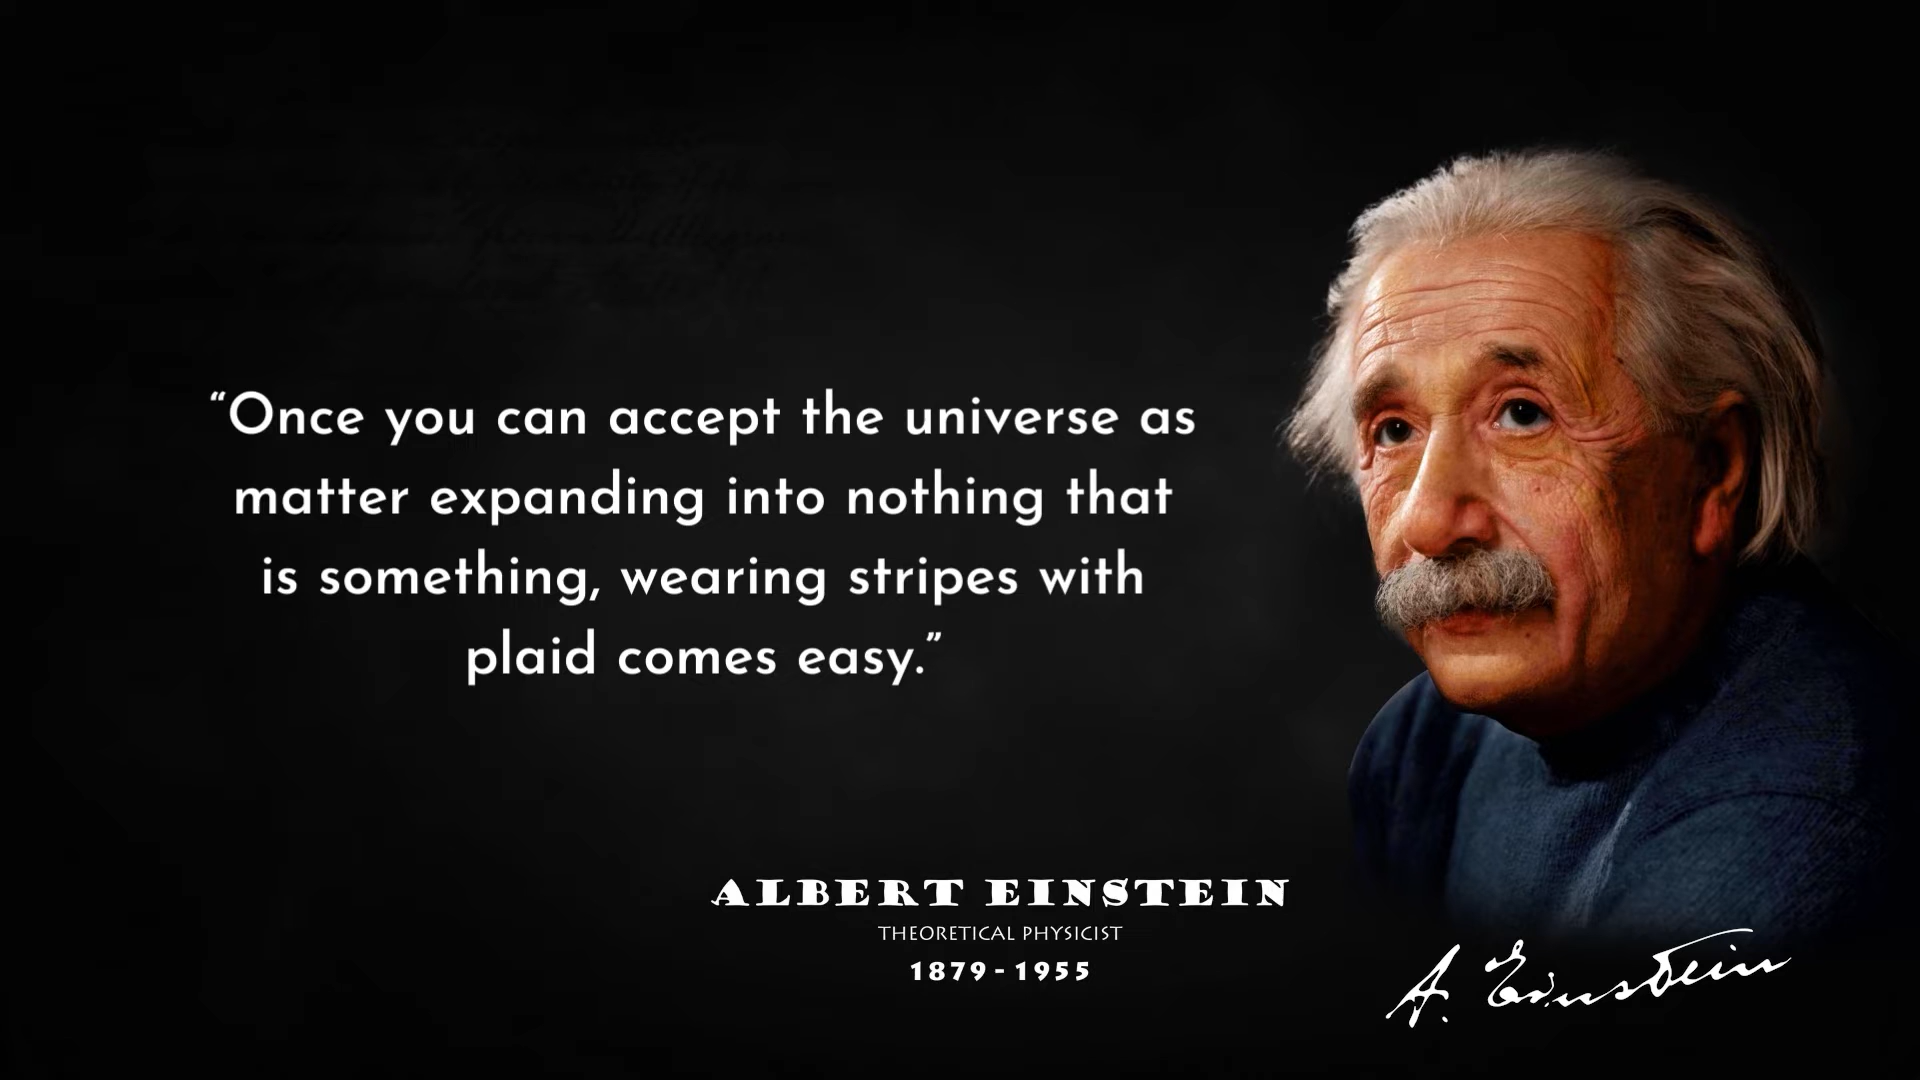 “Once you can accept the universe as
matter expanding into nothing that
is something, wearing stripes with
plaid comes easy.”
ALBERT EINSTEIN
THEORETICAL PHYSICIST
1879 - 1955
A. Einstein